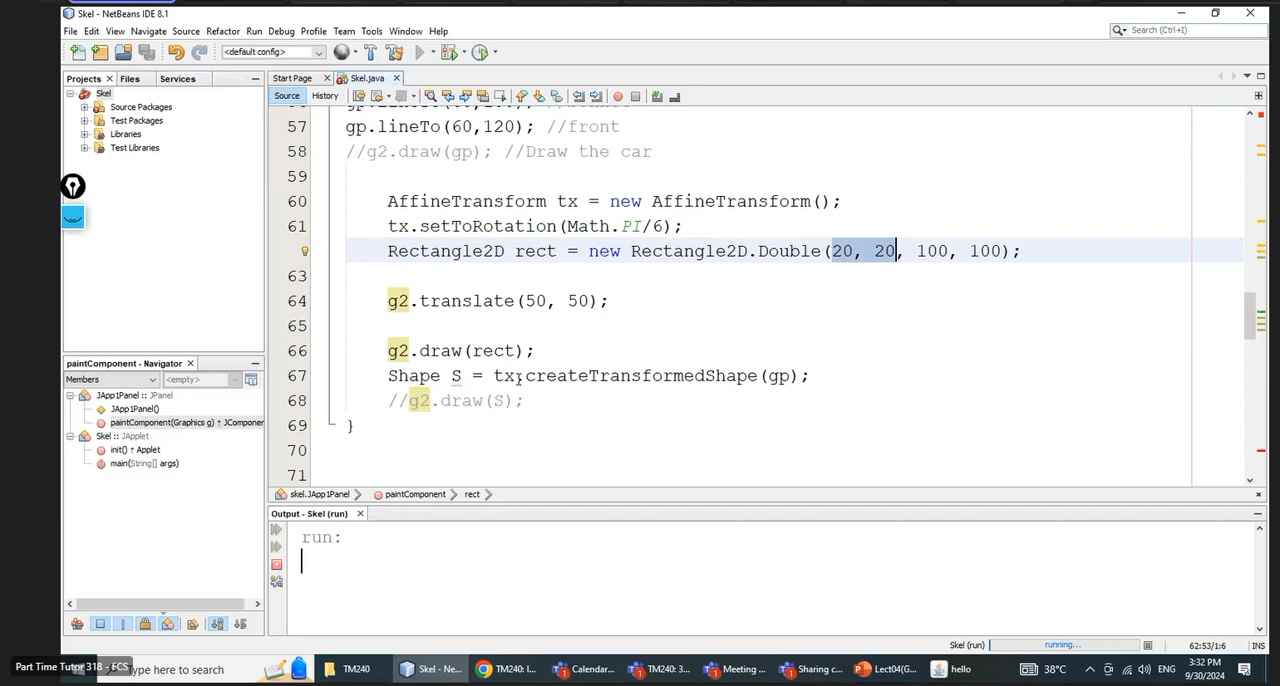 Skel - NetBeans IDE 8.1
File Edit View Navigate Source Refactor Run Debug Profile Team Tools Window Help
Search (Ctrl+I)
<default config>
Projects Files Services
Start Page Skel.java
Skel
Source Packages
Test Packages
Libraries
Test Libraries
Source History
57 gp.lineTo(60,120); //front
58 //g2.draw(gp); //Draw the car
59
60 AffineTransform tx = new AffineTransform();
61 tx.setToRotation(Math.PI/6);
Rectangle2D rect = new Rectangle2D.Double(20, 20, 100, 100);
63
64 g2.translate(50, 50);
65
66 g2.draw(rect);
67 Shape S = tx.createTransformedShape(gp);
68 //g2.draw(S);
69 }
70
71
paintComponent - Navigator
Members <empty>
JApp1Panel :: JPanel
JApp1Panel()
paintComponent(Graphics g) ↑ JComponer
Skel :: JApplet
init() ↑ Applet
main(String[] args)
skel.JApp1Panel paintComponent rect
Output - Skel (run)
run:
Skel (run) running... 62:53/1:6 INS
Part Time Tutor 318 - FCS
Type here to search
TM240
Skel - Ne...
TM240: I...
Calendar...
TM240: 3...
Meeting ...
Sharing c...
Lect04(G...
hello
38°C
ENG
3:32 PM
9/30/2024